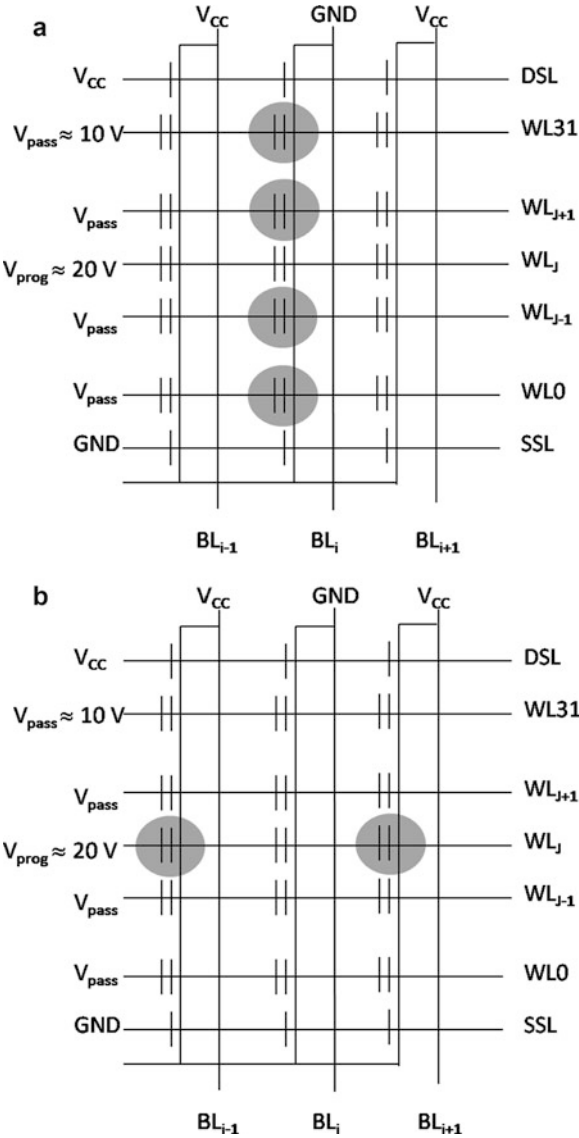 a
V_CC GND V_CC
V_CC DSL
V_pass ≈ 10 V WL31
V_pass WL_J+1
V_prog ≈ 20 V WL_J
V_pass WL_J-1
V_pass WL0
GND SSL
BL_i-1 BL_i BL_i+1
b
V_CC GND V_CC
V_CC DSL
V_pass ≈ 10 V WL31
V_pass WL_J+1
V_prog ≈ 20 V WL_J
V_pass WL_J-1
V_pass WL0
GND SSL
BL_i-1 BL_i BL_i+1